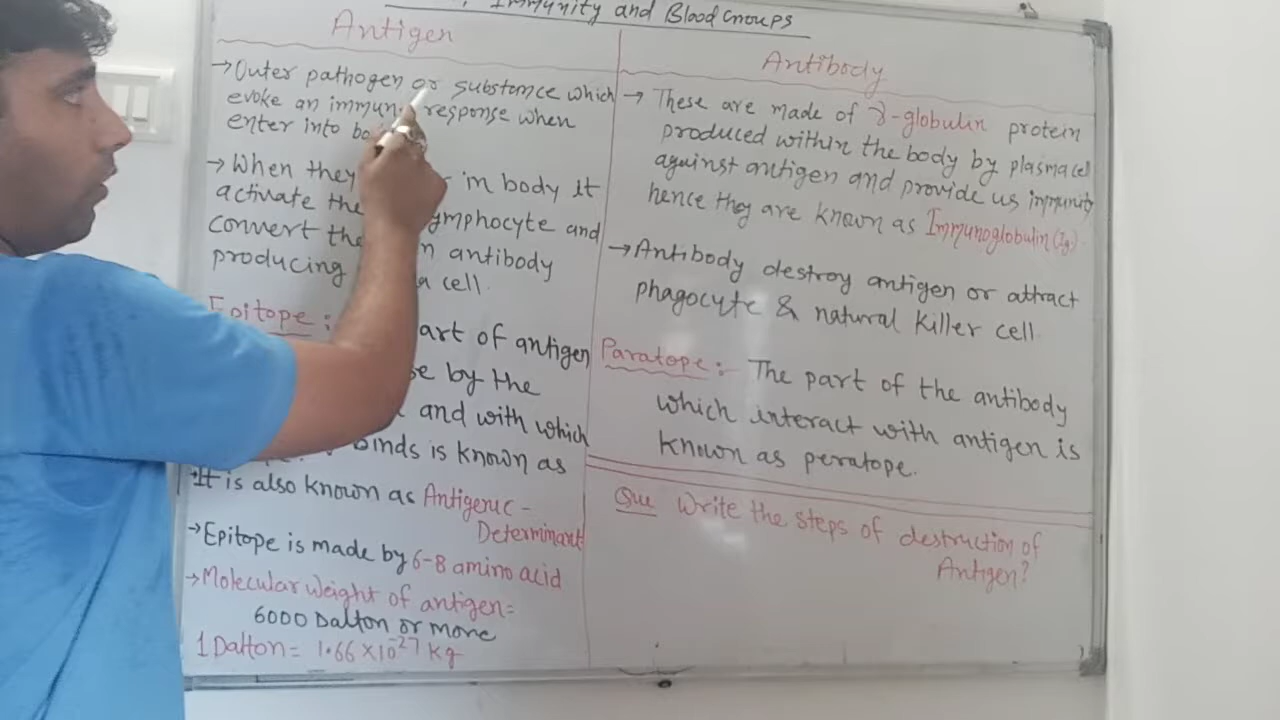 Immunity and Blood Groups
Antigen
→Outer pathogen or substance which
evoke an immune response when
enter into
→When they in body it
activate the lymphocyte and
convert the antibody
producing cell.
Epitope:
part of antigen
by the
and with which
binds is known as
It is also known as Antigenic-
Determinant
→Epitope is made by 6-8 amino acid
→Molecular weight of antigen=
6000 Dalton or more
1 Dalton = 1.66 x 10⁻²⁷ kg
Antibody
→ These are made of γ-globulin protein
produced within the body by plasma cell
against antigen and provide us immunity
hence they are known as Immunoglobulin(Ig).
→Antibody destroy antigen or attract
phagocyte & natural killer cell.
Paratope:- The part of the antibody
which interact with antigen is
known as peratope.
Que Write the steps of destruction of
Antigen?